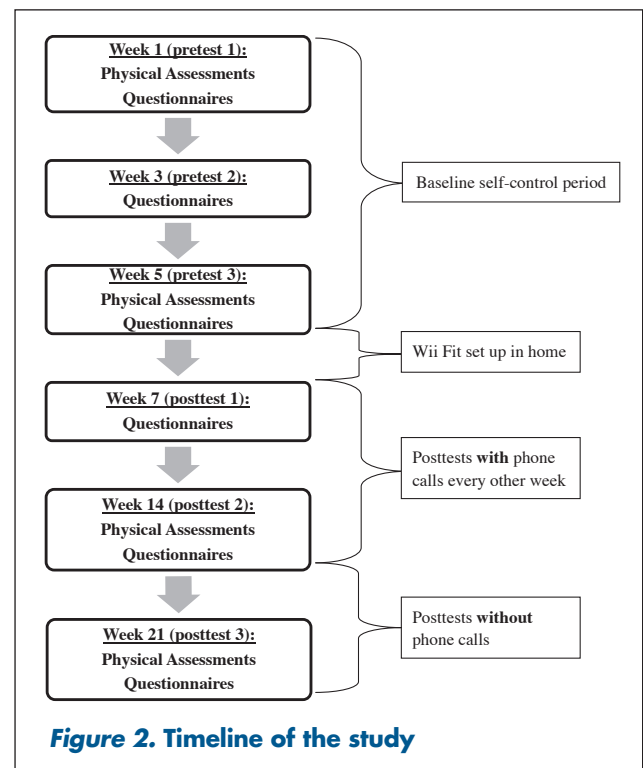 Week 1 (pretest 1):
Physical Assessments
Questionnaires
Week 3 (pretest 2):
Questionnaires
Week 5 (pretest 3):
Physical Assessments
Questionnaires
Week 7 (posttest 1):
Questionnaires
Week 14 (posttest 2):
Physical Assessments
Questionnaires
Week 21 (posttest 3):
Physical Assessments
Questionnaires
Baseline self-control period
Wii Fit set up in home
Posttests with phone
calls every other week
Posttests without
phone calls
Figure 2. Timeline of the study